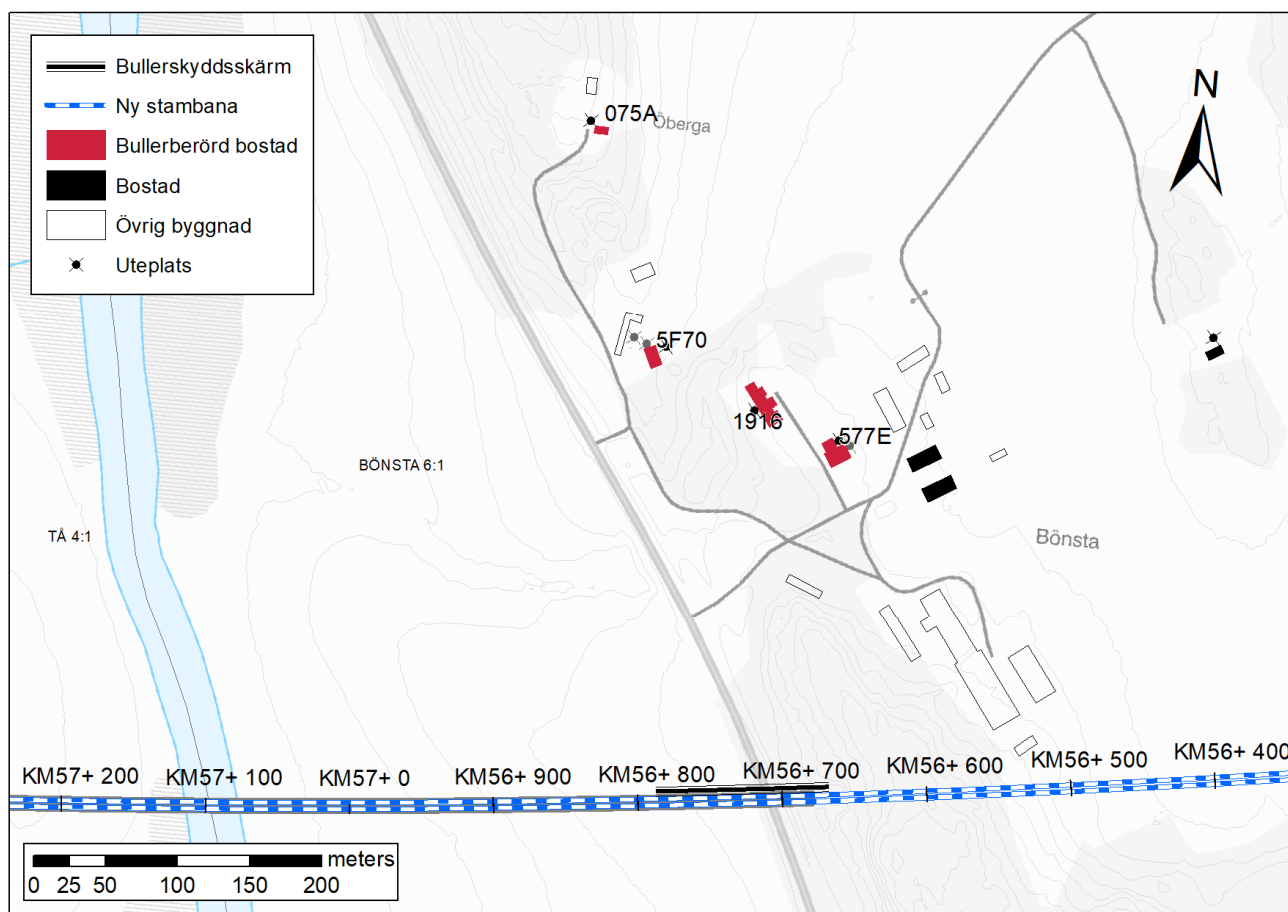 Bullerskyddsskärm
Ny stambana
Bullerberörd bostad
Bostad
Övrig byggnad
Uteplats
N
075A
Öberga
5F70
1916
577E
BÖNSTA 6:1
TÅ 4:1
Bönsta
KM57+ 200
KM57+ 100
KM57+ 0
KM56+ 900
KM56+ 800
KM56+ 700
KM56+ 600
KM56+ 500
KM56+ 400
meters
0 25 50 100 150 200